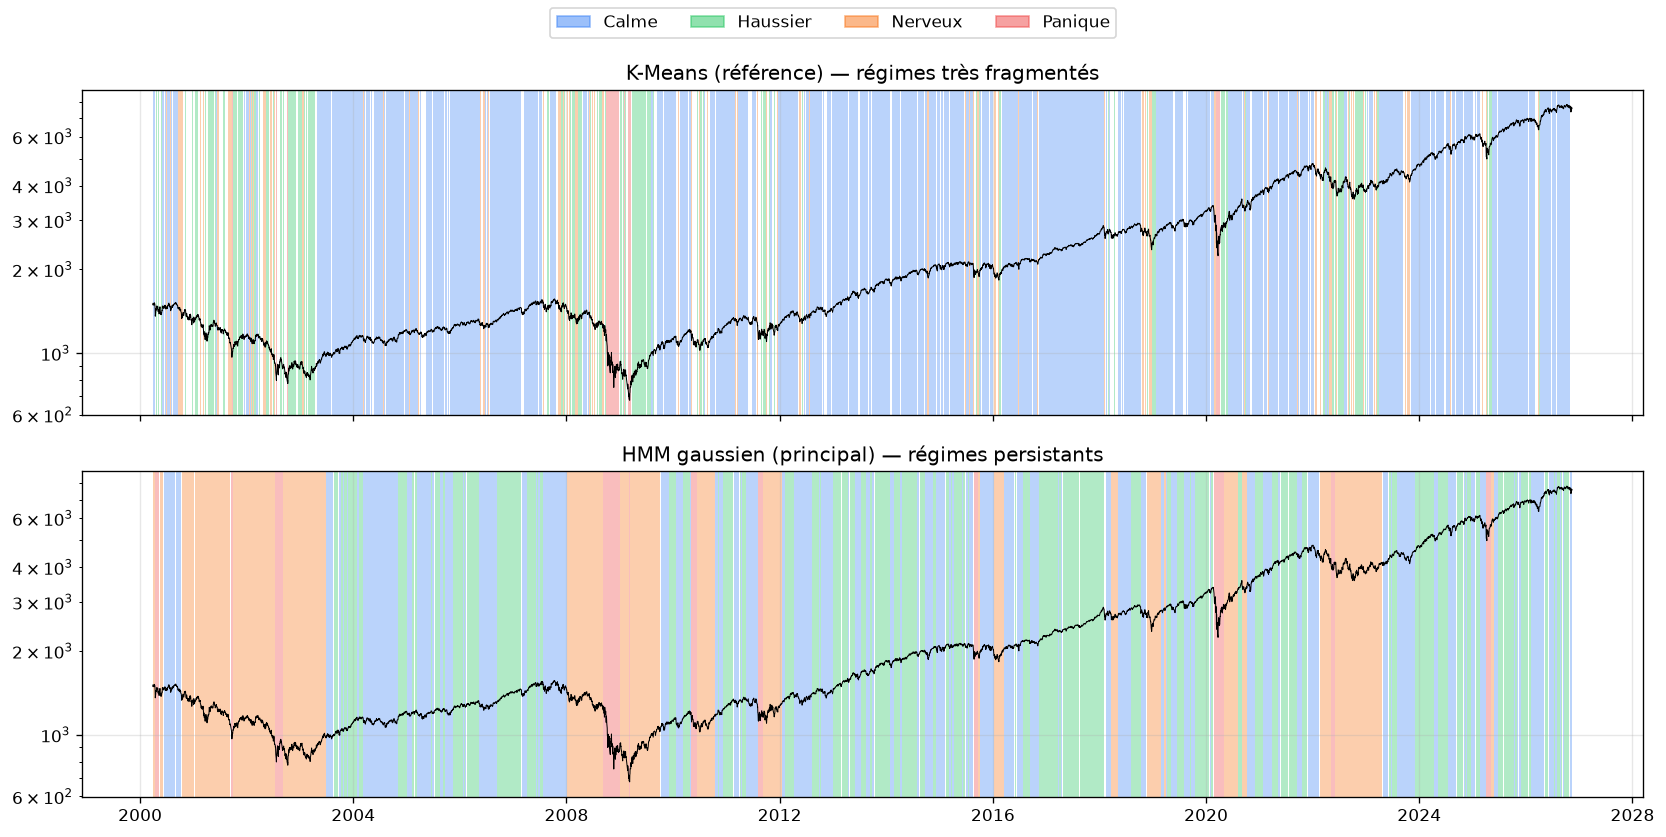 Calme Haussier Nerveux Panique
K-Means (référence) — régimes très fragmentés
6 × 10³
4 × 10³
3 × 10³
2 × 10³
10³
6 × 10²
HMM gaussien (principal) — régimes persistants
6 × 10³
4 × 10³
3 × 10³
2 × 10³
10³
6 × 10²
2000 2004 2008 2012 2016 2020 2024 2028